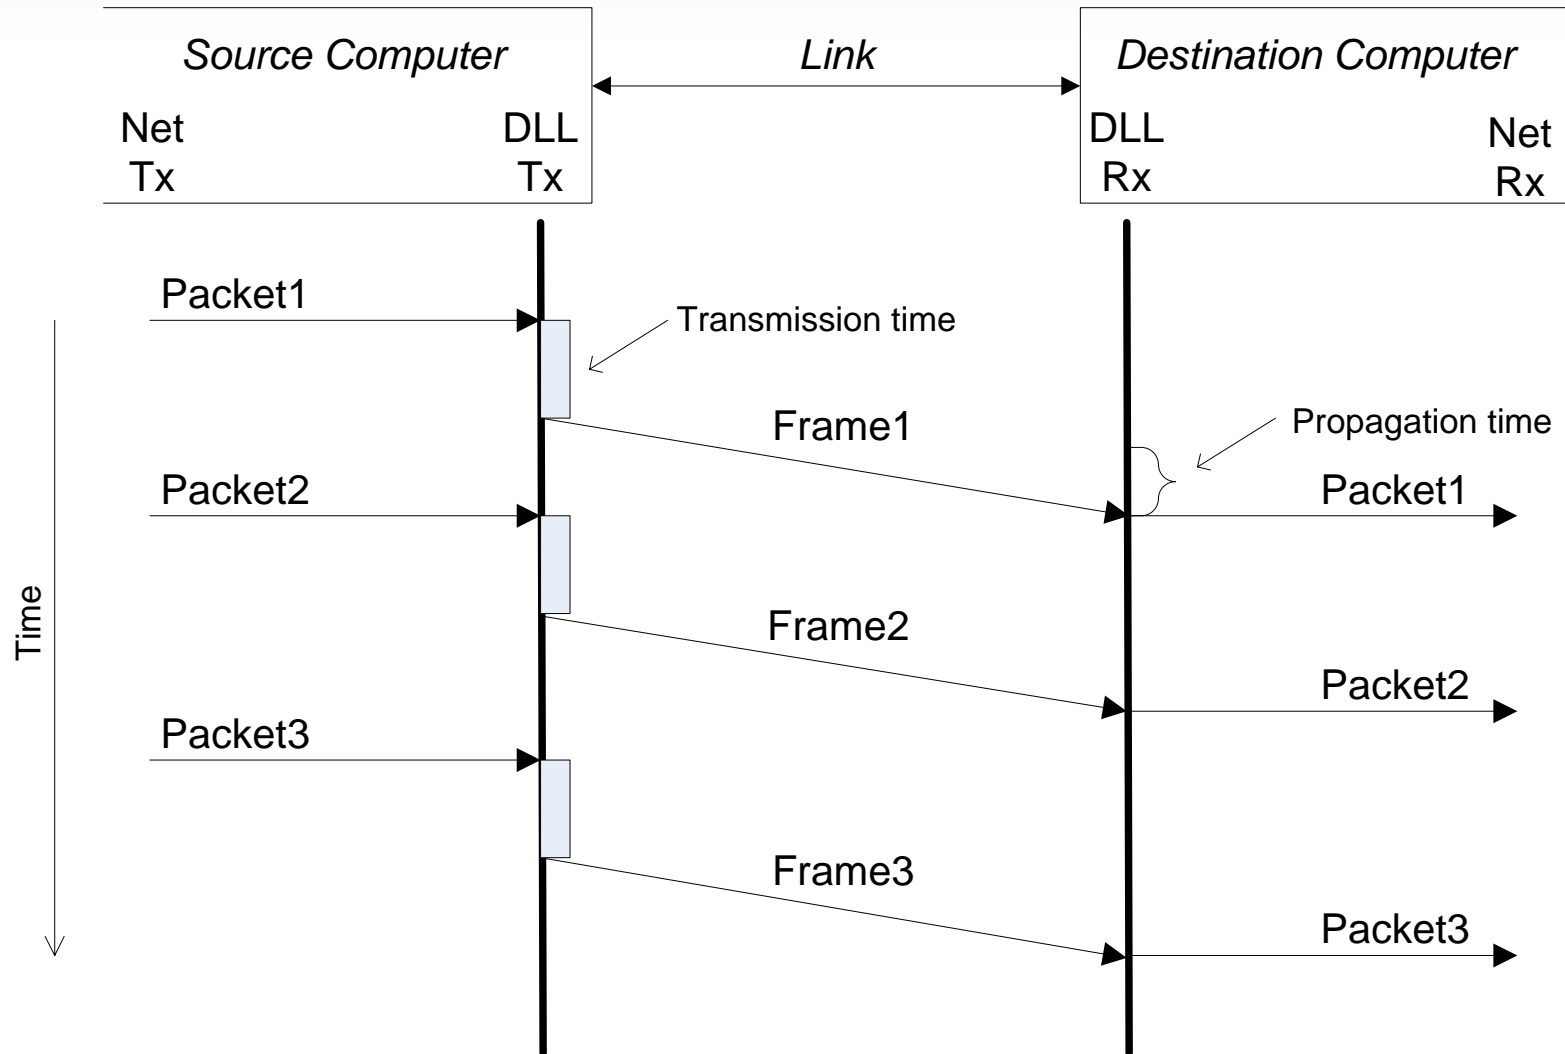 Source Computer
Link
Destination Computer
Net
Tx
DLL
Tx
DLL
Rx
Net
Rx
Packet1
Transmission time
Frame1
Propagation time
Packet2
Packet1
Time
Frame2
Packet2
Packet3
Frame3
Packet3